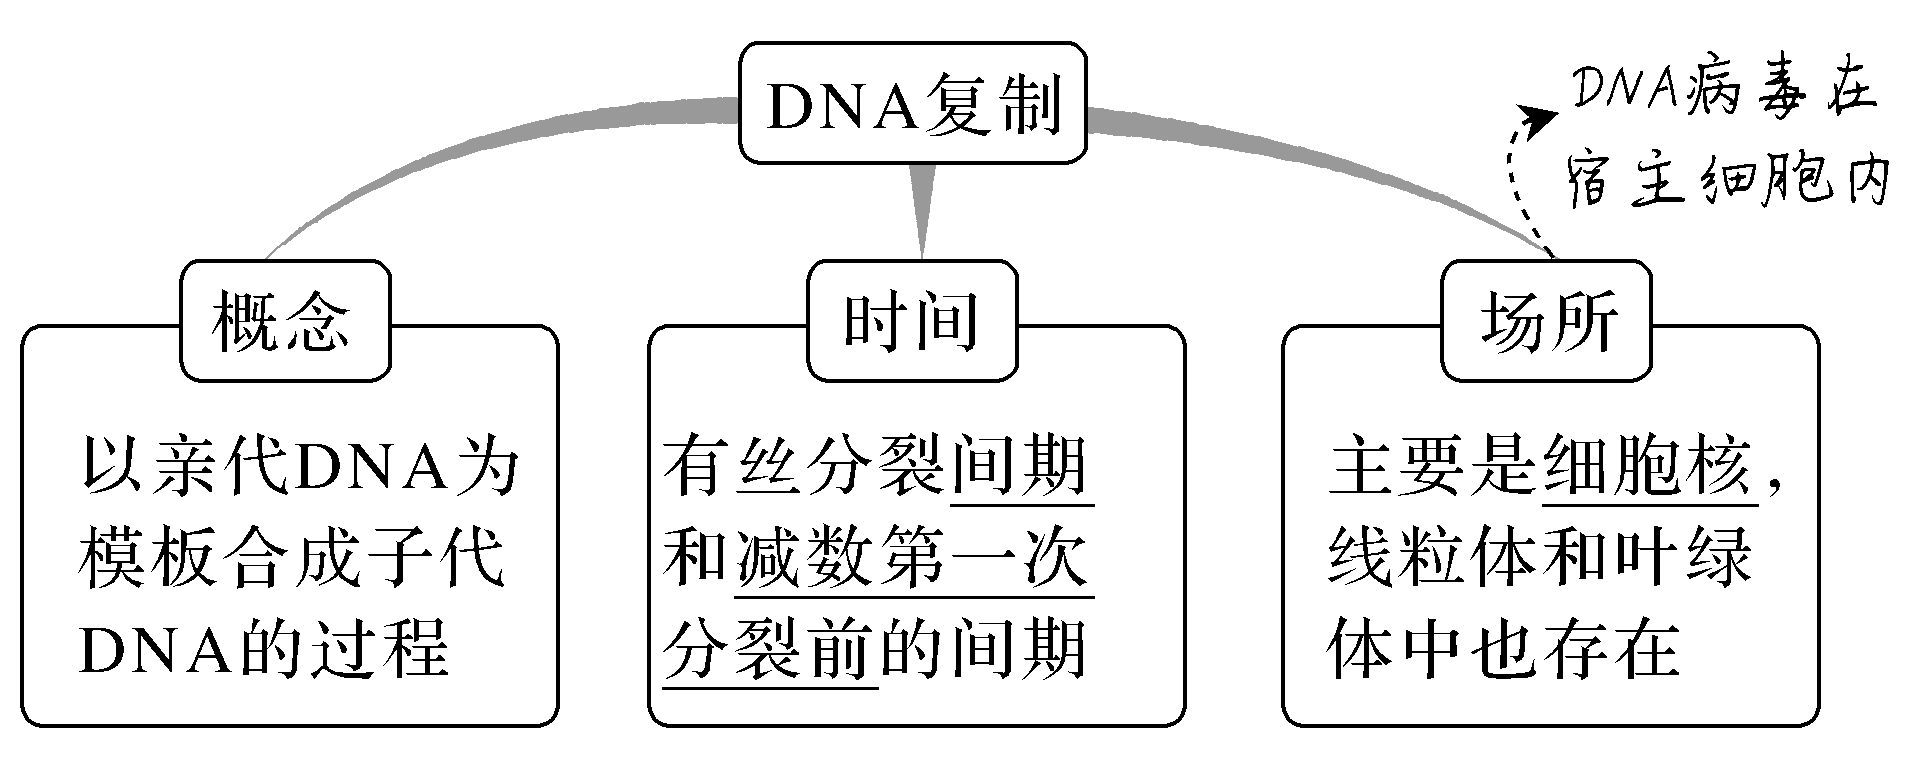 DNA复制
DNA病毒在
宿主细胞内
概念
以亲代DNA为
模板合成子代
DNA的过程
时间
有丝分裂间期
和减数第一次
分裂前的间期
场所
主要是细胞核,
线粒体和叶绿
体中也存在